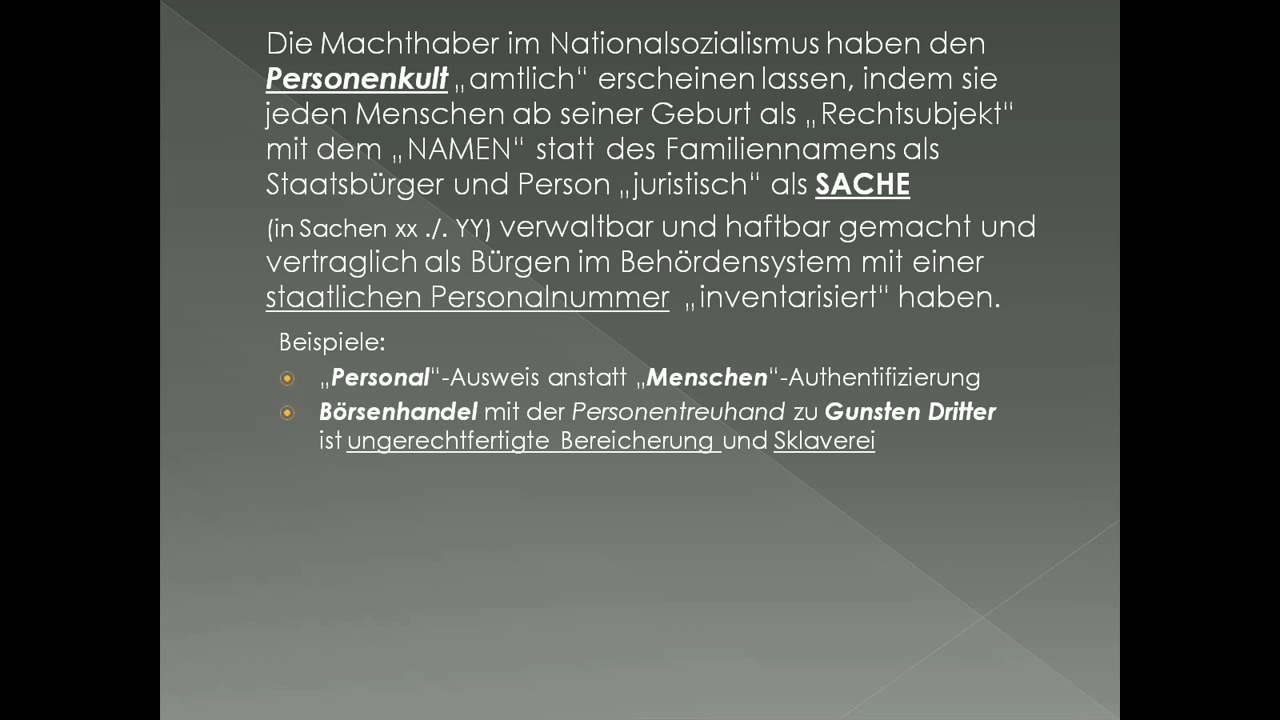 Die Machthaber im Nationalsozialismus haben den
Personenkult „amtlich“ erscheinen lassen, indem sie
jeden Menschen ab seiner Geburt als „Rechtsubjekt“
mit dem „NAMEN“ statt des Familiennamens als
Staatsbürger und Person „juristisch“ als SACHE
(in Sachen xx ./. YY) verwaltbar und haftbar gemacht und
vertraglich als Bürgen im Behördensystem mit einer
staatlichen Personalnummer „inventarisiert“ haben.
Beispiele:
„Personal“-Ausweis anstatt „Menschen“-Authentifizierung
Börsenhandel mit der Personentreuhand zu Gunsten Dritter
ist ungerechtfertigte Bereicherung und Sklaverei